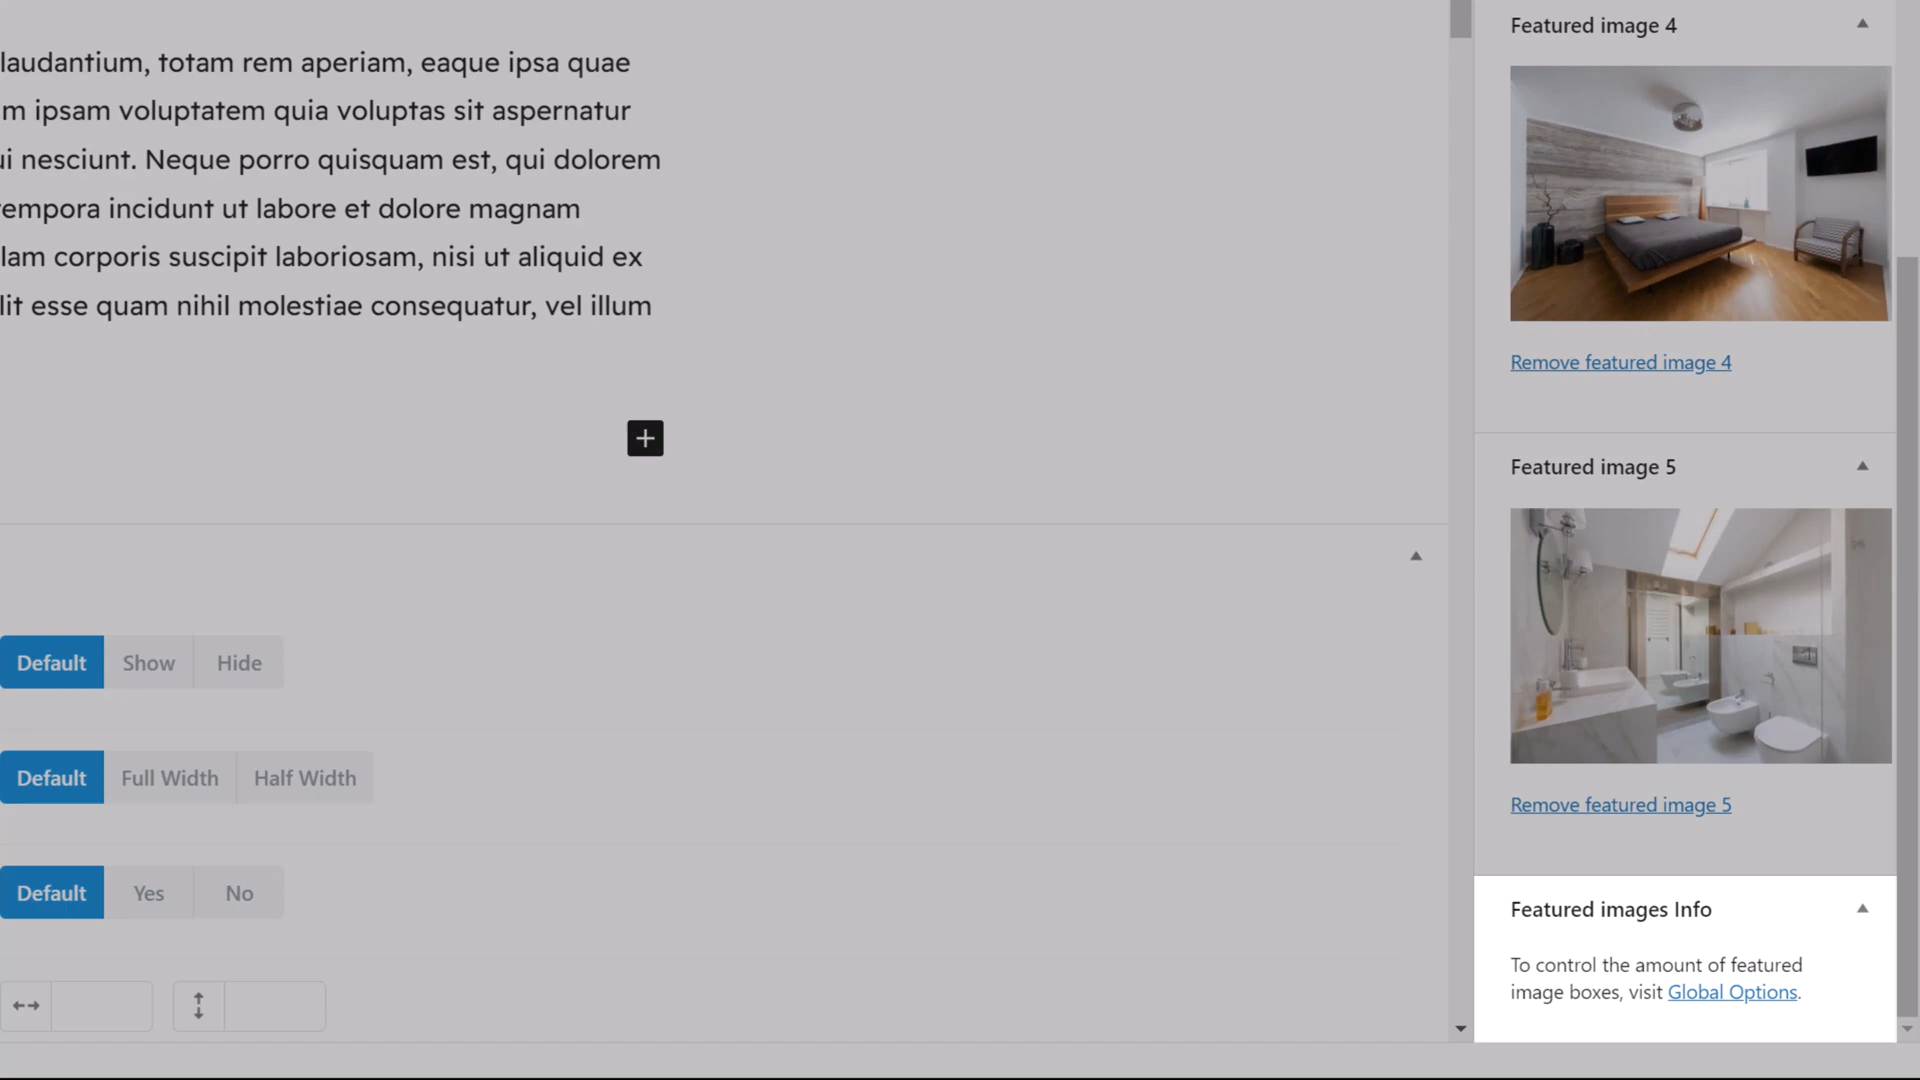 laudantium, totam rem aperiam, eaque ipsa quae
m ipsam voluptatem quia voluptas sit aspernatur
ui nesciunt. Neque porro quisquam est, qui dolorem
tempora incidunt ut labore et dolore magnam
lam corporis suscipit laboriosam, nisi ut aliquid ex
lit esse quam nihil molestiae consequatur, vel illum
Default Show Hide
Default Full Width Half Width
Default Yes No
Featured image 4
Remove featured image 4
Featured image 5
Remove featured image 5
Featured images Info
To control the amount of featured
image boxes, visit Global Options.